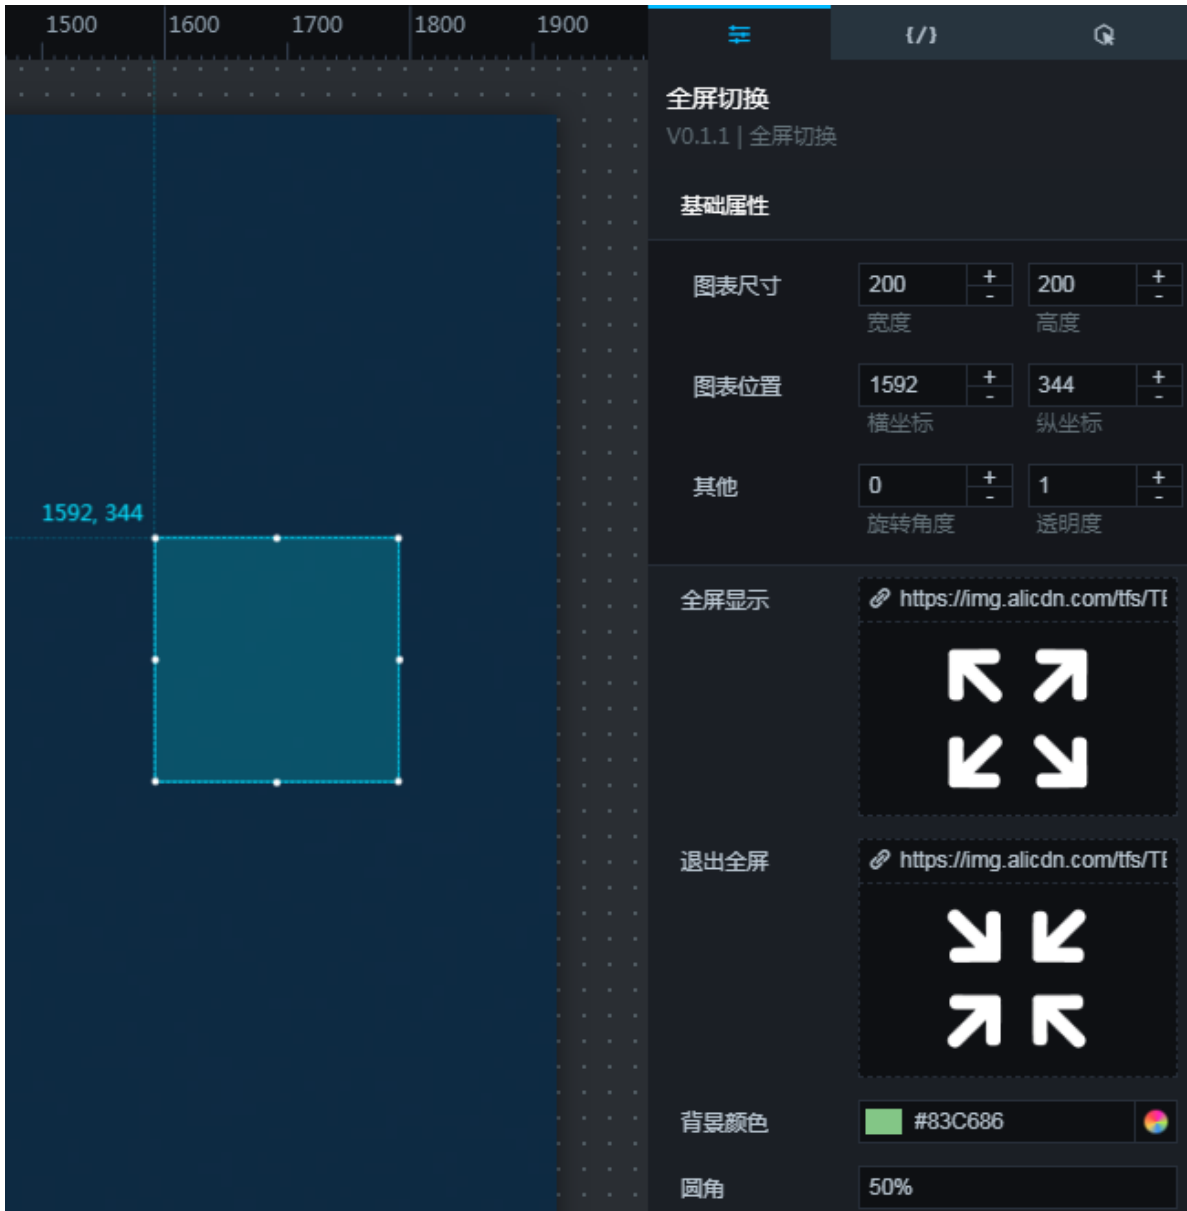 1500 1600 1700 1800 1900
{/}
全屏切换
V0.1.1 | 全屏切换
基础属性
图表尺寸 200 + - 200 + -
宽度 高度
图表位置 1592 + - 344 + -
横坐标 纵坐标
其他 0 + - 1 + -
旋转角度 透明度
1592, 344
全屏显示 https://img.alicdn.com/tfs/TE
退出全屏 https://img.alicdn.com/tfs/TE
背景颜色 #83C686
圆角 50%